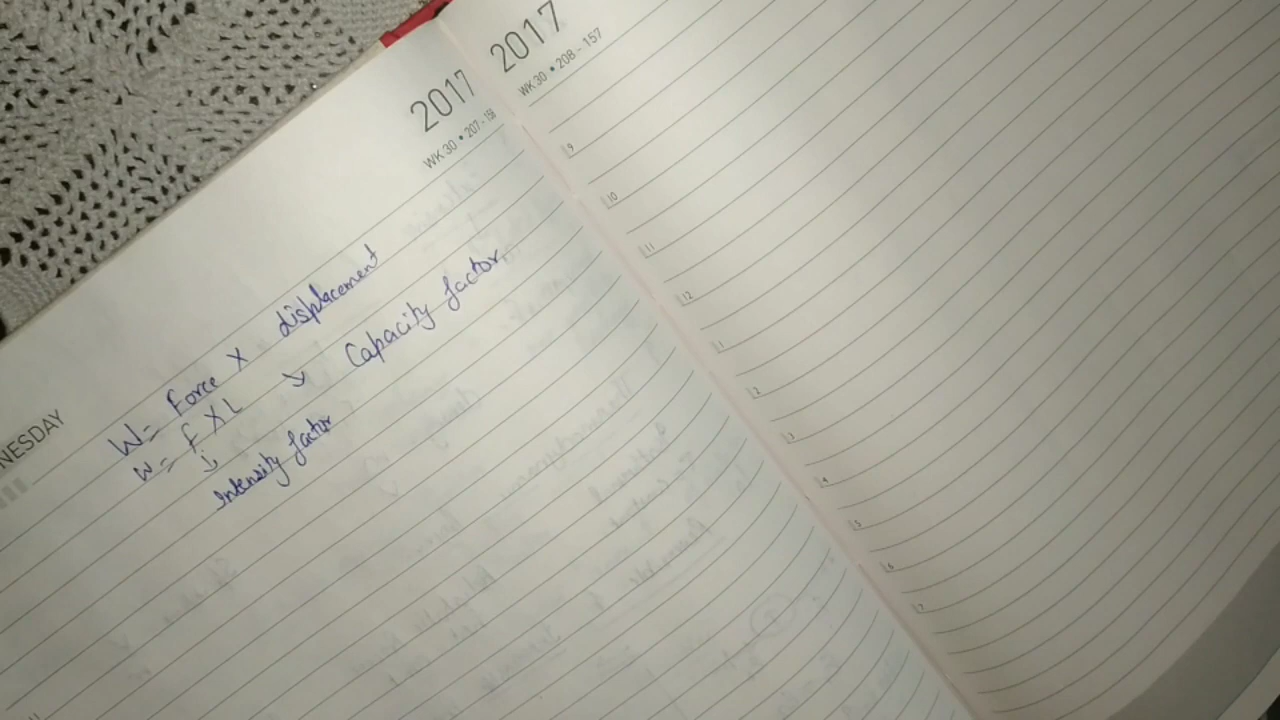 2017
WK 30 • 207-158
NESDAY
W = Force × displacement
W = F × L → Capacity factor
↓
Intensity factor
2017
WK 30 • 208-157
9
10
11
12
1
2
3
4
5
6
7